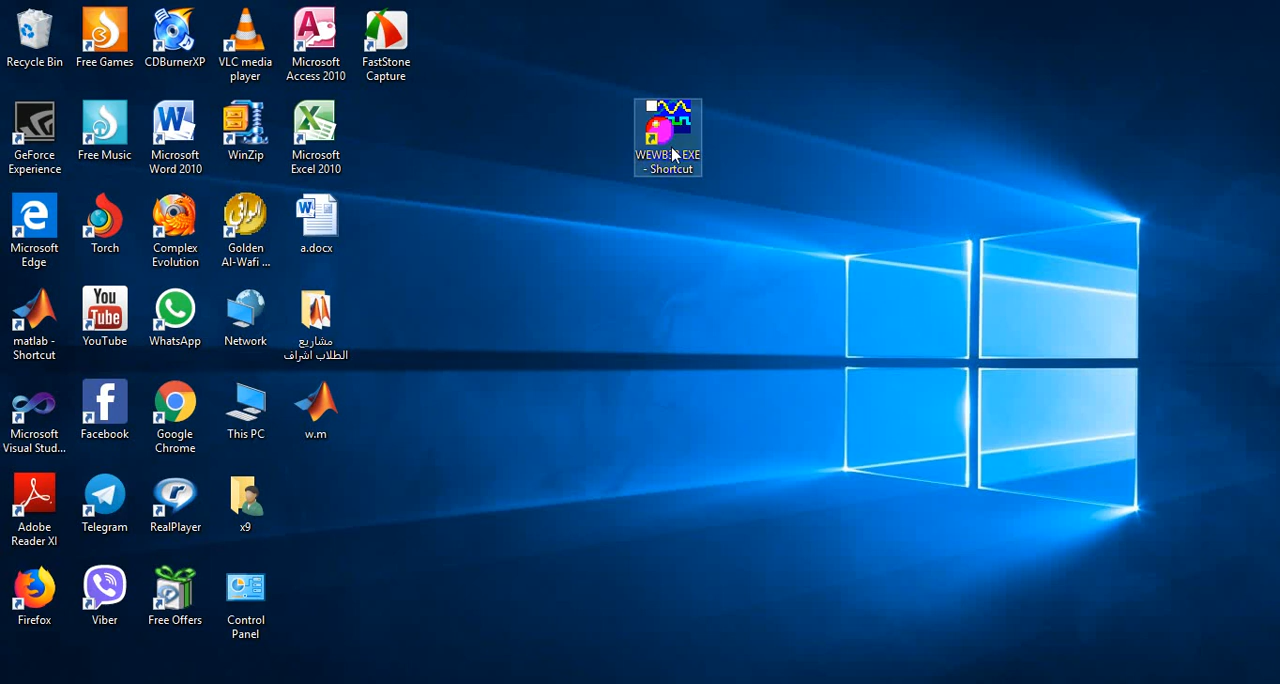 Recycle Bin
Free Games
CDBurnerXP
VLC media
player
Microsoft
Access 2010
FastStone
Capture
GeForce
Experience
Free Music
Microsoft
Word 2010
WinZip
Microsoft
Excel 2010
- Shortcut
Microsoft
Edge
Torch
Complex
Evolution
الوافي
Golden
Al-Wafi ...
a.docx
matlab -
Shortcut
You
Tube
YouTube
WhatsApp
Network
مشاريع
الطلاب اشراف
Microsoft
Visual Stud...
Facebook
Google
Chrome
This PC
w.m
Adobe
Reader XI
Telegram
RealPlayer
x9
Firefox
Viber
Free Offers
Control
Panel